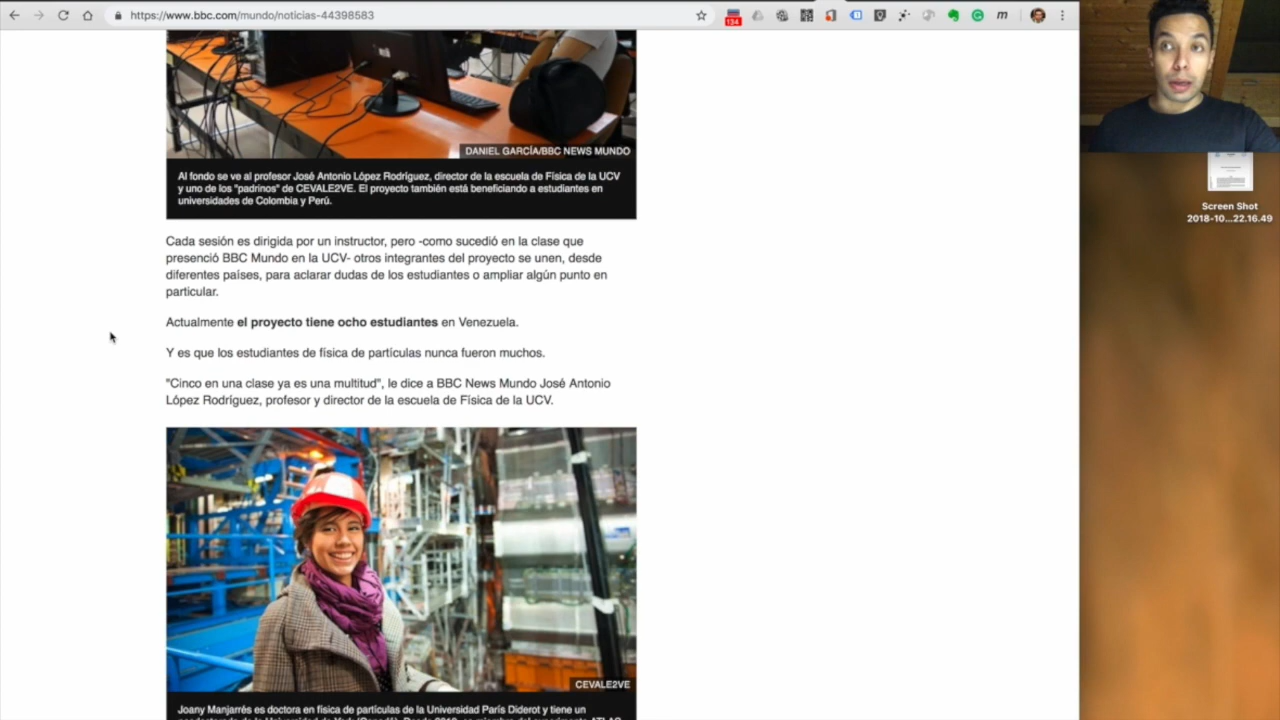 https://www.bbc.com/mundo/noticias-44398583
134
m
DANIEL GARCÍA/BBC NEWS MUNDO
Al fondo se ve al profesor José Antonio López Rodríguez, director de la escuela de Física de la UCV
y uno de los "padrinos" de CEVALE2VE. El proyecto también está beneficiando a estudiantes en
universidades de Colombia y Perú.
Cada sesión es dirigida por un instructor, pero -como sucedió en la clase que
presenció BBC Mundo en la UCV- otros integrantes del proyecto se unen, desde
diferentes países, para aclarar dudas de los estudiantes o ampliar algún punto en
particular.
Actualmente el proyecto tiene ocho estudiantes en Venezuela.
Y es que los estudiantes de física de partículas nunca fueron muchos.
"Cinco en una clase ya es una multitud", le dice a BBC News Mundo José Antonio
López Rodríguez, profesor y director de la escuela de Física de la UCV.
CEVALE2VE
Joany Manjarrés es doctora en física de partículas de la Universidad París Diderot y tiene un
Screen Shot
2018-10...22.16.49